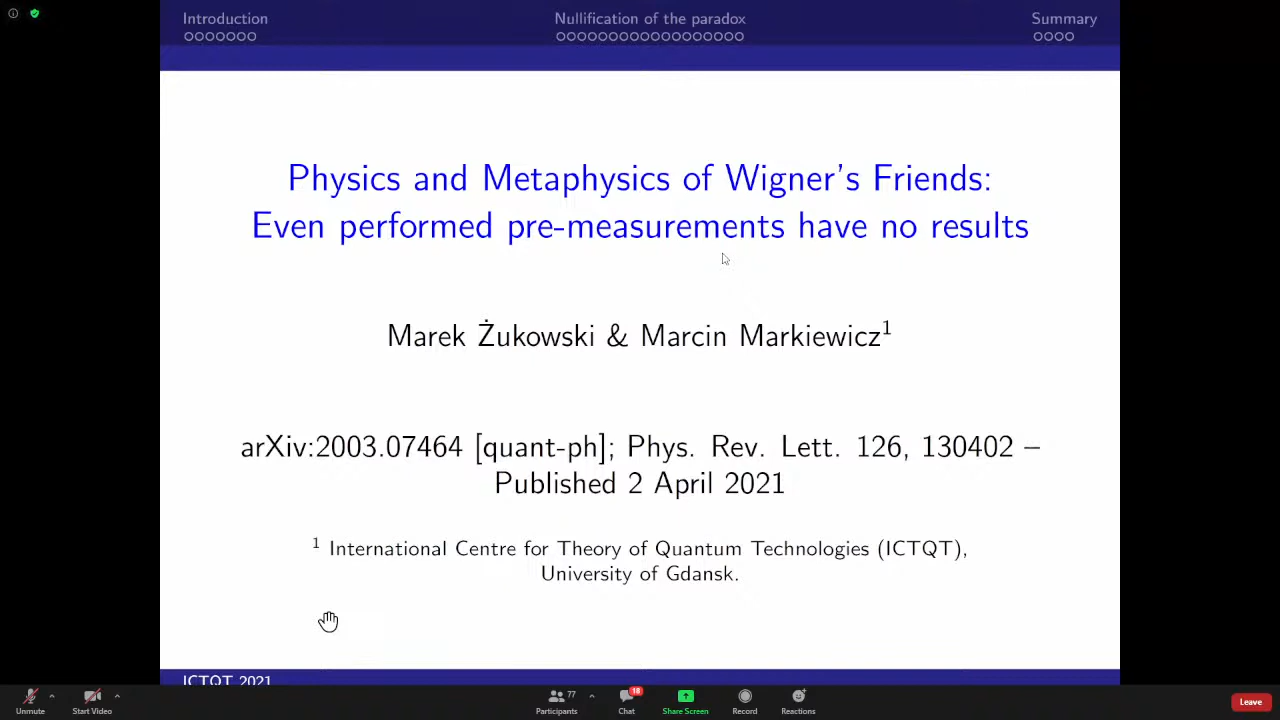 Introduction
Nullification of the paradox
Summary
Physics and Metaphysics of Wigner's Friends:
Even performed pre-measurements have no results
Marek Żukowski & Marcin Markiewicz1
arXiv:2003.07464 [quant-ph]; Phys. Rev. Lett. 126, 130402 –
Published 2 April 2021
1 International Centre for Theory of Quantum Technologies (ICTQT),
University of Gdansk.
ICTQT 2021
Unmute
Start Video
77
Participants
18
Chat
Share Screen
Record
Reactions
Leave